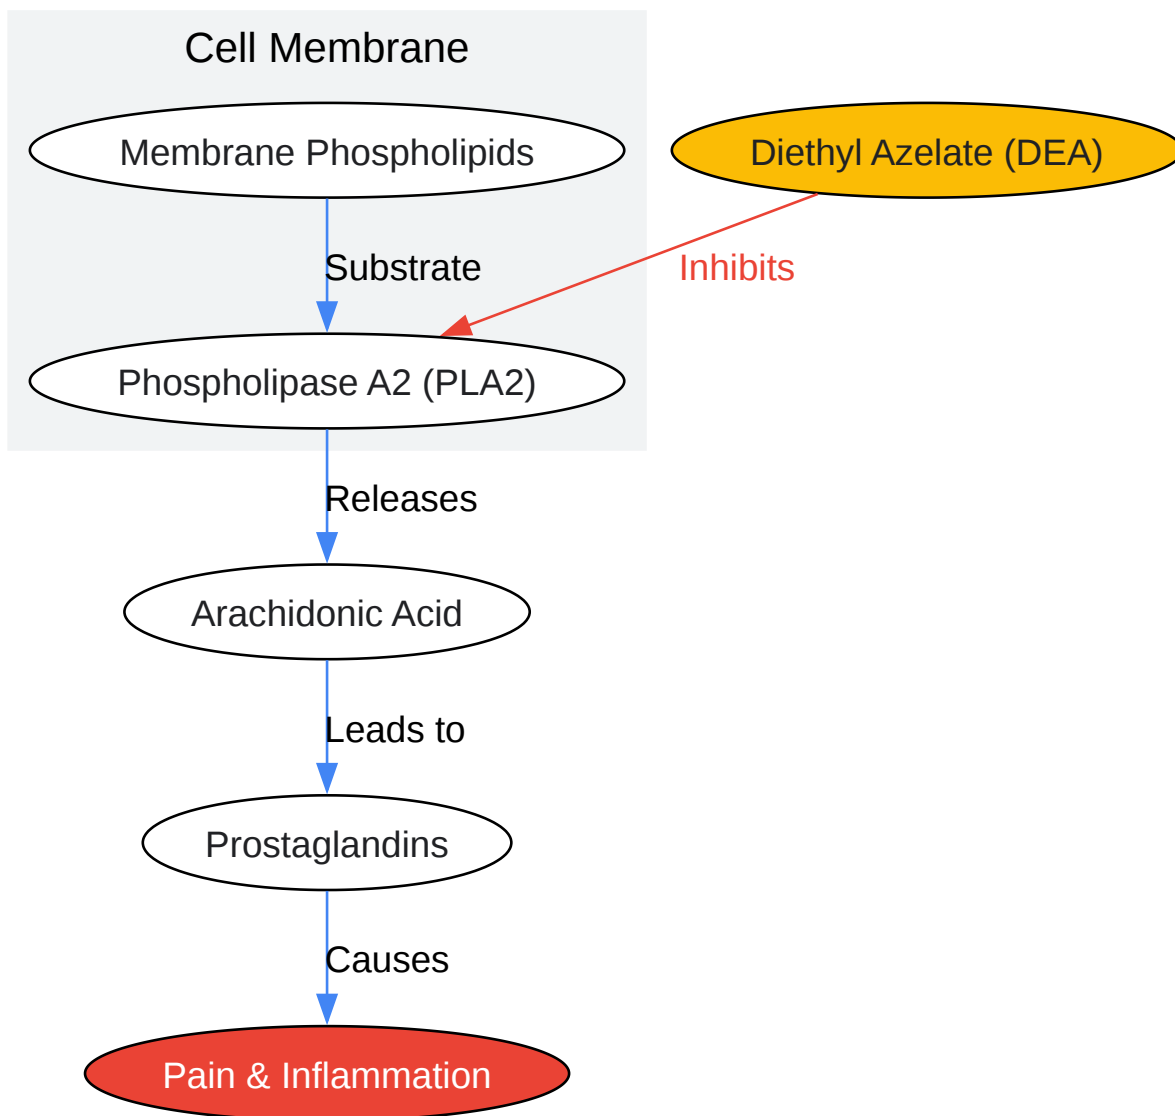 Cell Membrane
Membrane Phospholipids
Diethyl Azelate (DEA)
Substrate
Inhibits
Phospholipase A2 (PLA2)
Releases
Arachidonic Acid
Leads to
Prostaglandins
Causes
Pain & Inflammation